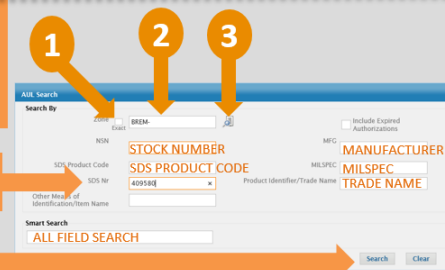 1 2 3
AUL Search
Search By
Zone Exact BREM- Include Expired Authorizations
NSN STOCK NUMBER MFG MANUFACTURER
SDS Product Code SDS PRODUCT CODE MILSPEC MILSPEC
SDS Nr 409580 × Product Identifier/Trade Name TRADE NAME
Other Means of
Identification/Item Name
Smart Search
ALL FIELD SEARCH
Search Clear